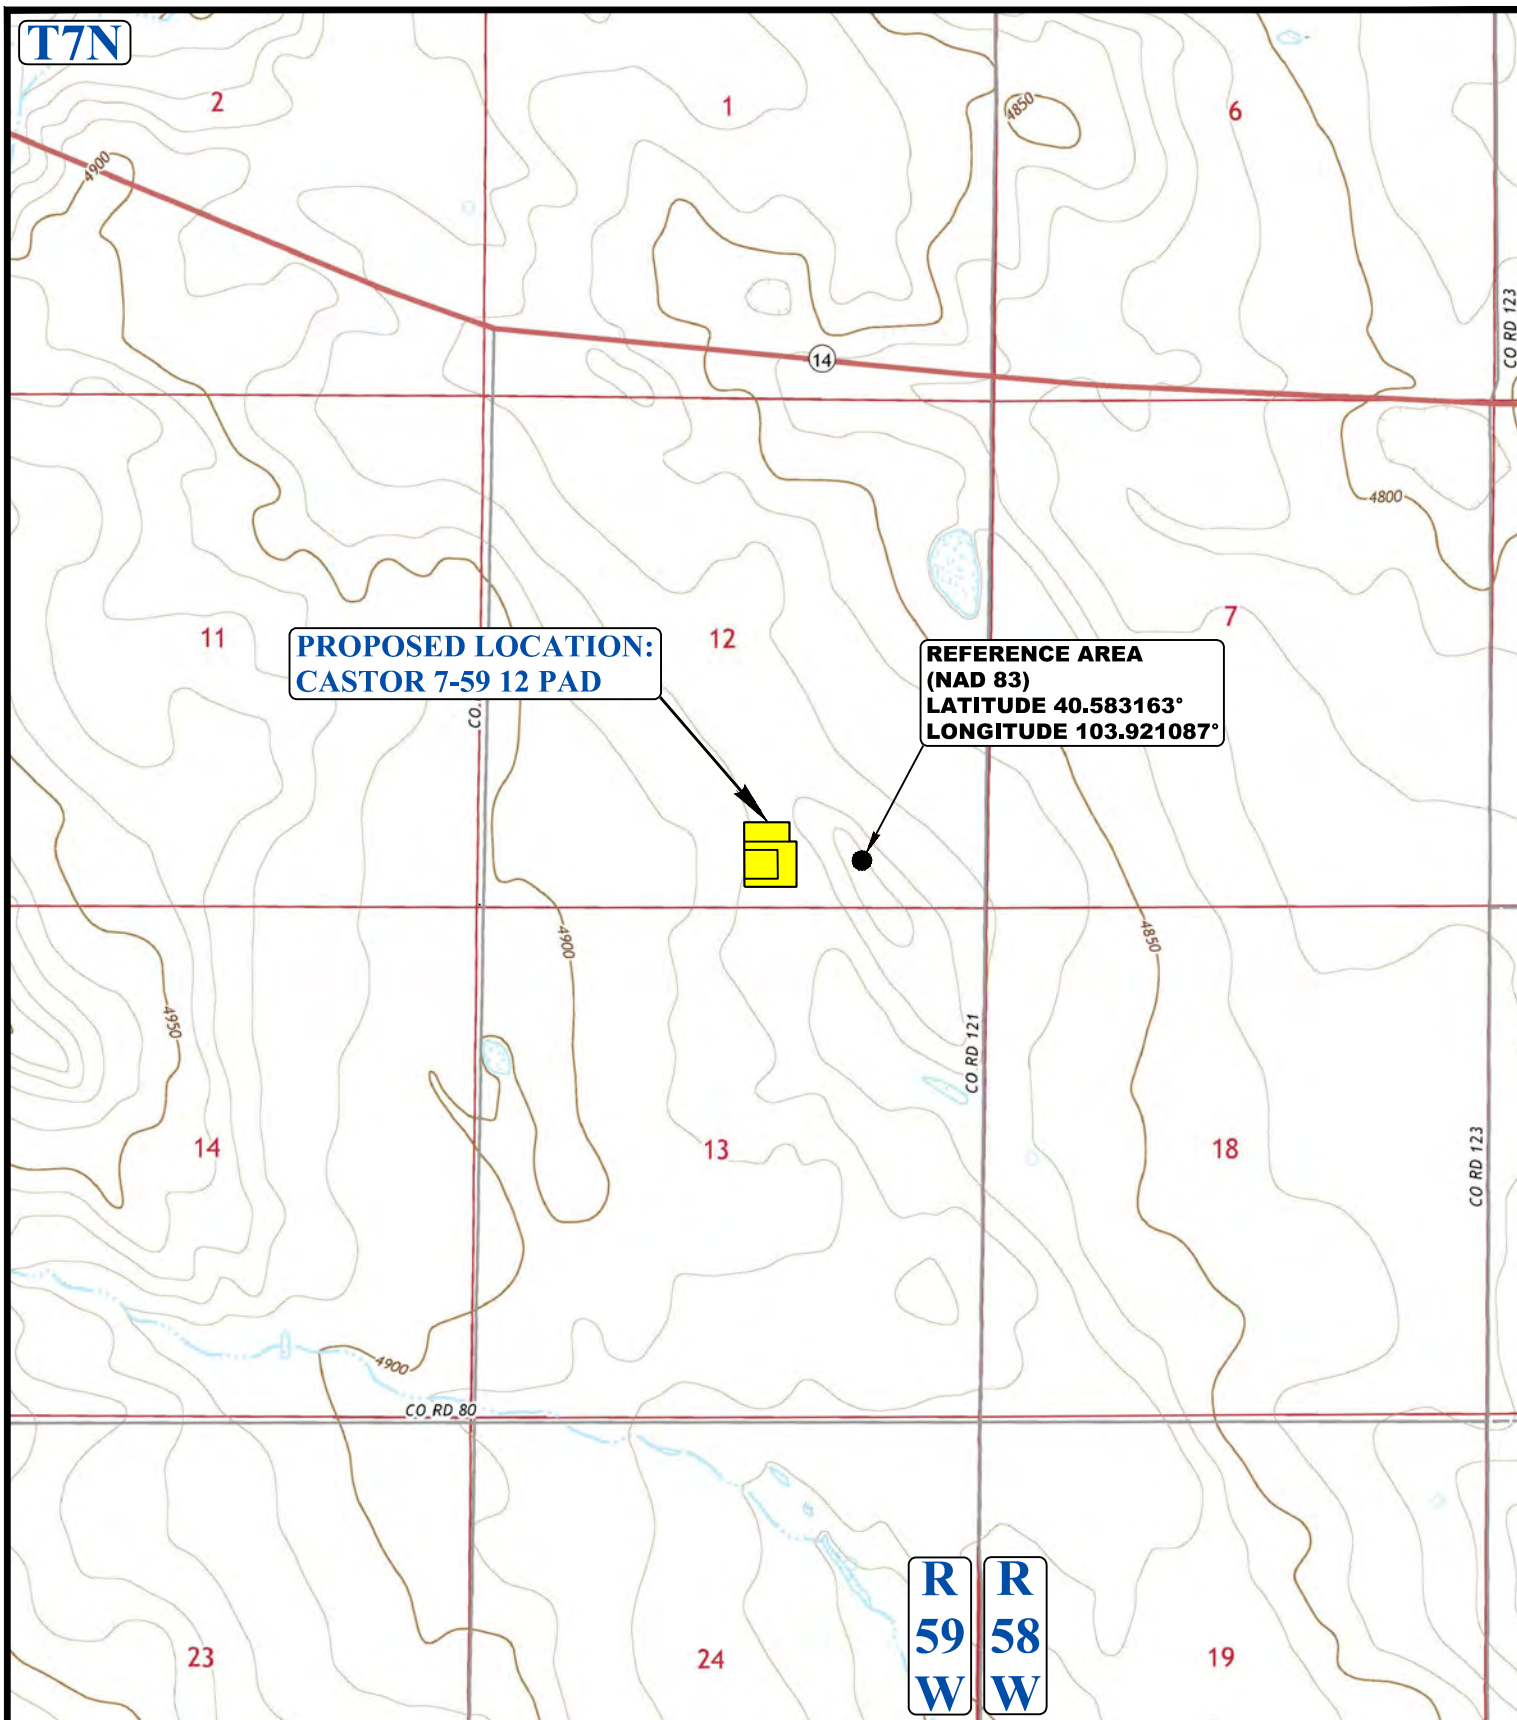 T7N
2
1
6
4850
4900
CO RD 123
14
4800
11
12
7
PROPOSED LOCATION:
CASTOR 7-59 12 PAD
REFERENCE AREA
(NAD 83)
LATITUDE 40.583163°
LONGITUDE 103.921087°
CO
4900
4850
4950
CO RD 121
14
13
18
CO RD 123
4900
CO RD 80
R
59
W
R
58
W
23
24
19